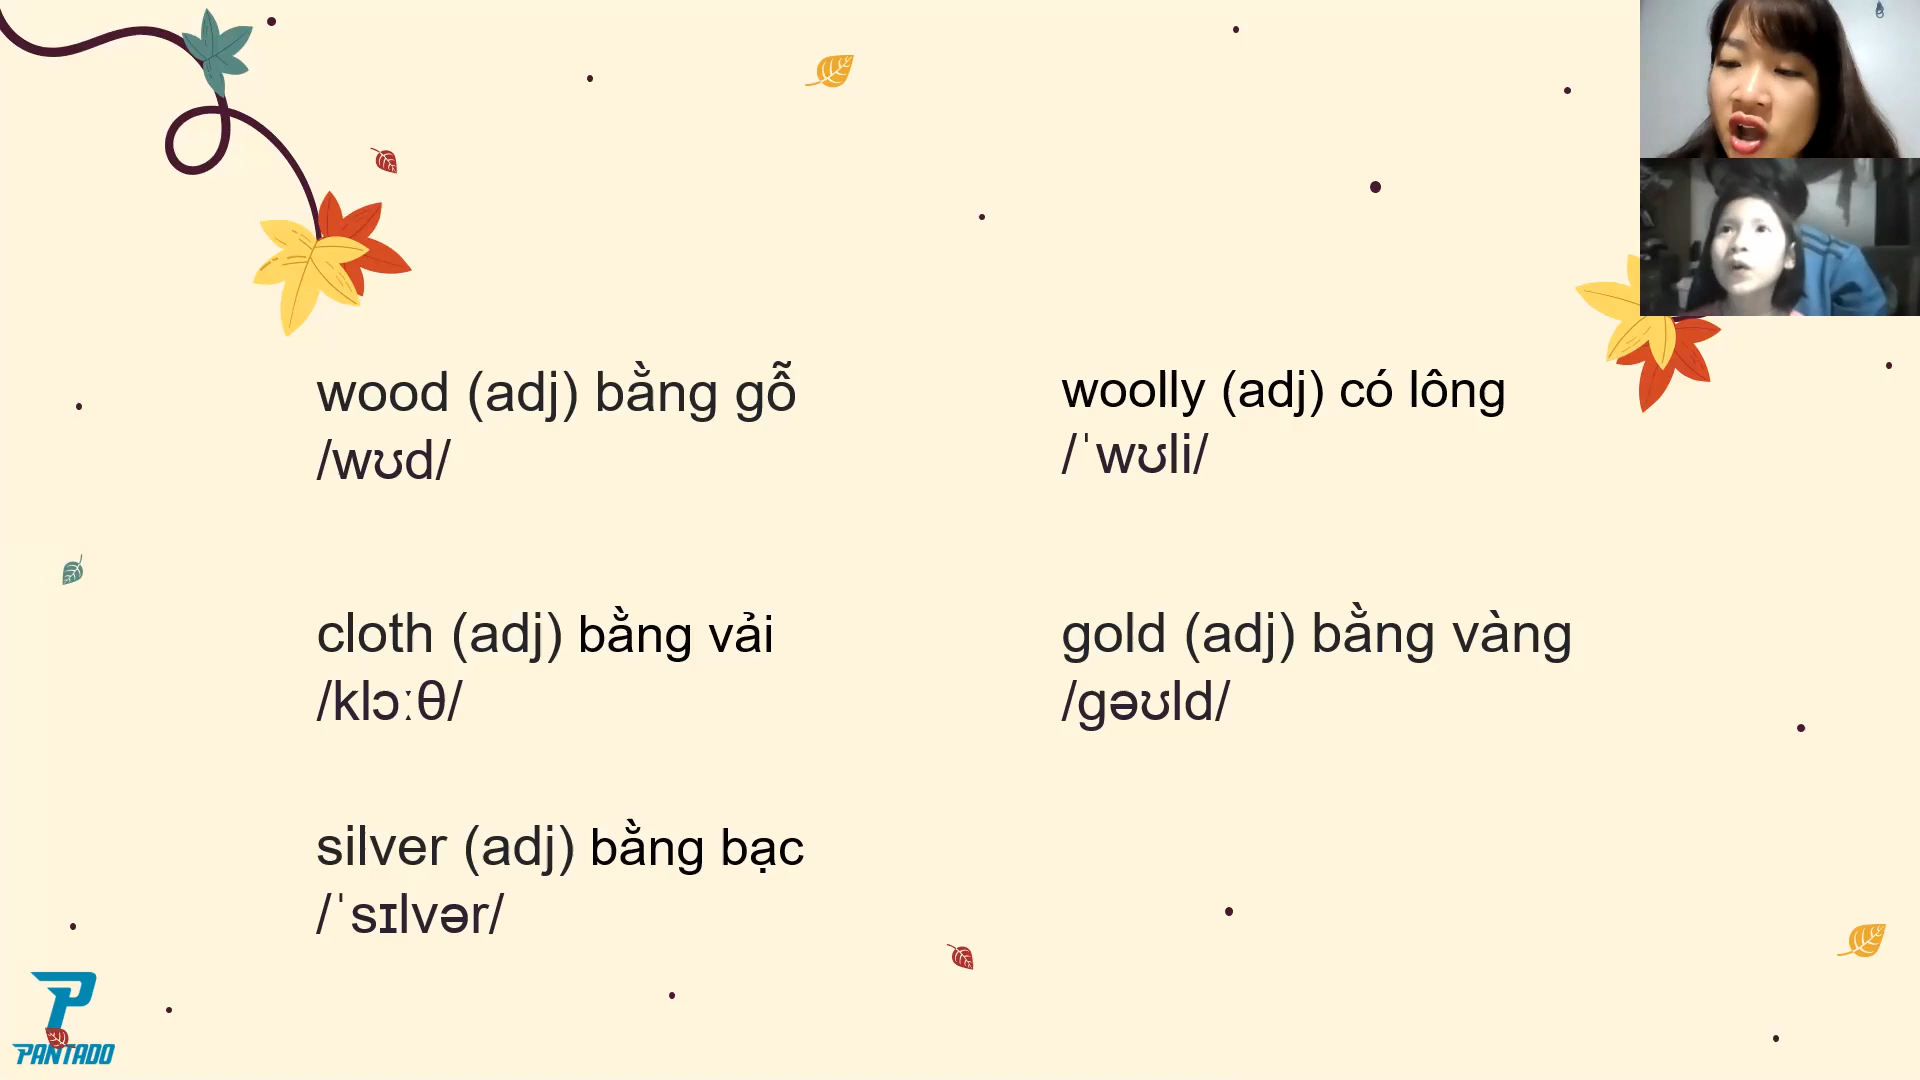 wood (adj) bằng gỗ
/wʊd/
woolly (adj) có lông
/ˈwʊli/
cloth (adj) bằng vải
/klɔːθ/
gold (adj) bằng vàng
/gəʊld/
silver (adj) bằng bạc
/ˈsɪlvər/
PANTADO